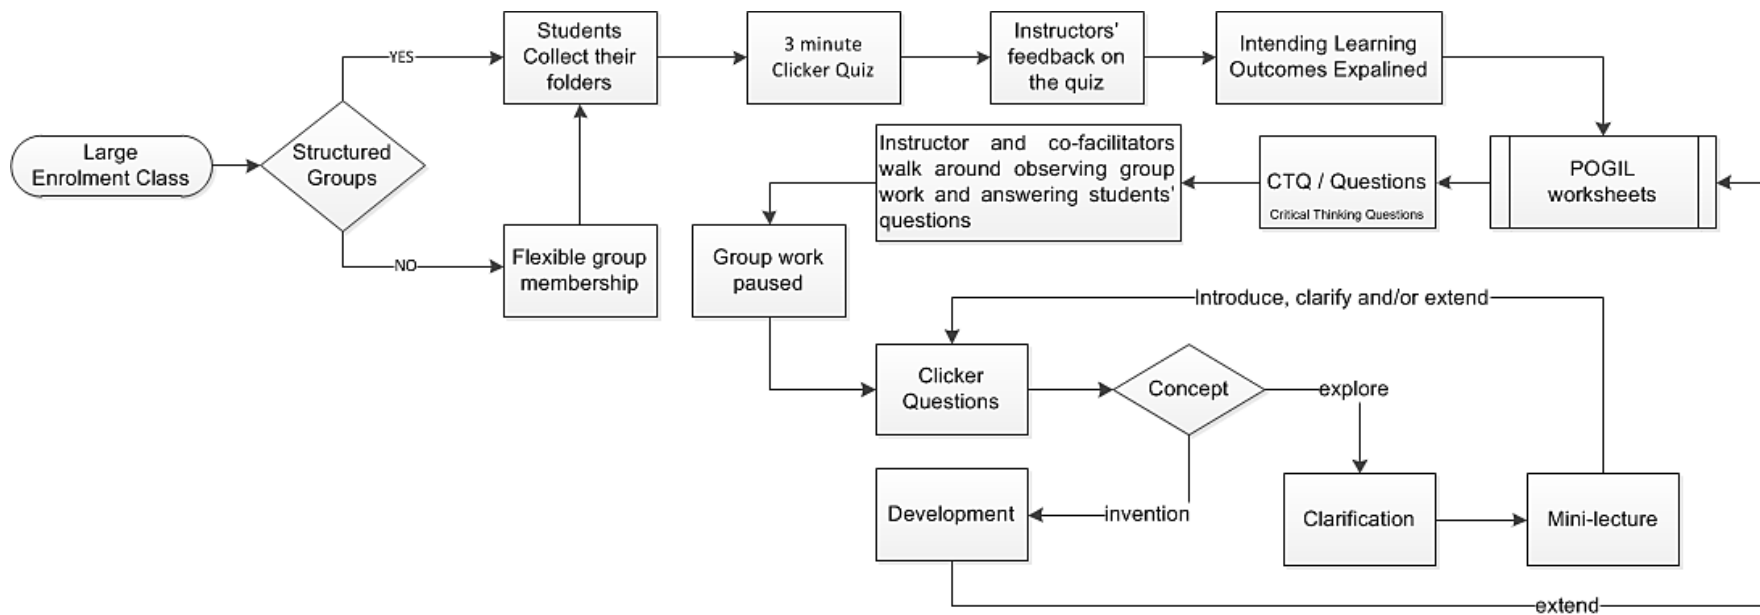 Large
Enrolment Class
Structured
Groups
YES
NO
Students
Collect their
folders
Flexible group
membership
3 minute
Clicker Quiz
Instructors'
feedback on
the quiz
Intending Learning
Outcomes Expalined
POGIL
worksheets
CTQ / Questions
Critical Thinking Questions
Instructor and co-facilitators
walk around observing group
work and answering students'
questions
Group work
paused
Introduce, clarify and/or extend
Clicker
Questions
Concept
explore
Development
invention
Clarification
Mini-lecture
extend